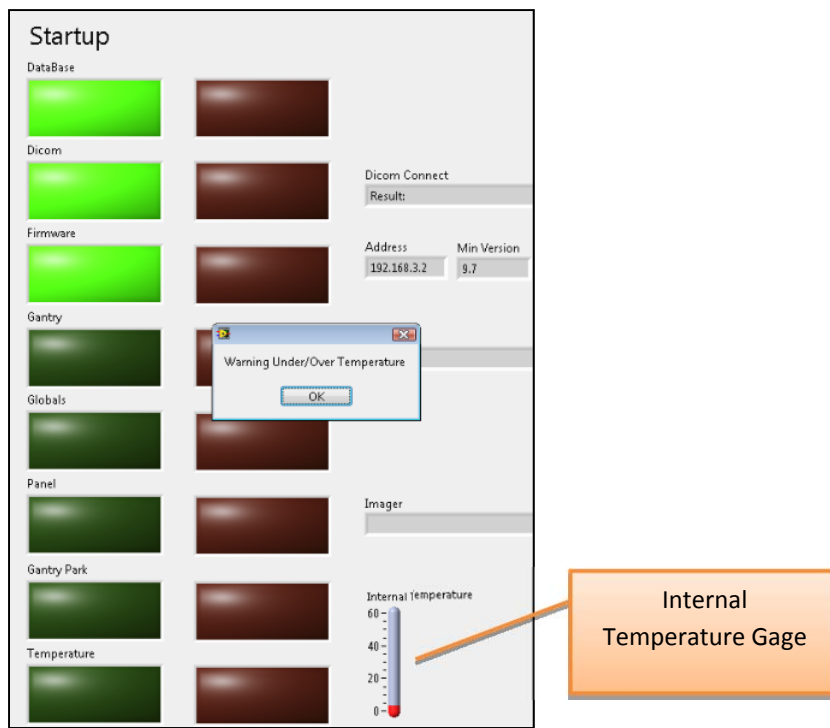 Startup
DataBase
Dicom
Dicom Connect
Result:
Firmware
Address Min Version
192.168.3.2 9.7
Gantry
Warning Under/Over Temperature
OK
Globals
Panel
Imager
Gantry Park
Internal Temperature
60
40
20
0
Temperature
Internal
Temperature Gage